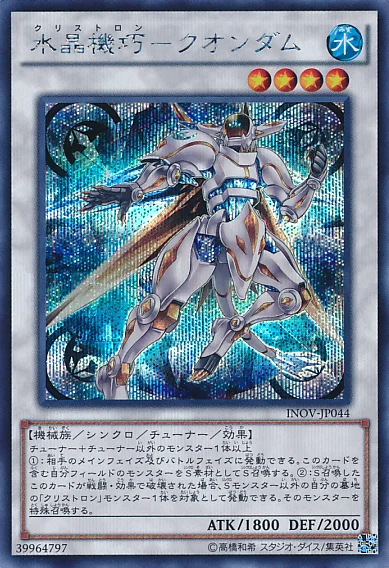 クリストロン
水晶機巧－クオンダム
水
INOV-JP044
【機械族／シンクロ／チューナー／効果】
チューナー＋チューナー以外のモンスター1体以上
①：相手のメインフェイズ及びバトルフェイズに発動できる。このカードを
含む自分フィールドのモンスターをS素材としてS召喚する。②：S召喚した
このカードが戦闘・効果で破壊された場合、Sモンスター以外の自分の墓地
の「クリストロン」モンスター1体を対象として発動できる。そのモンスターを
特殊召喚する。
ATK/1800 DEF/2000
39964797
©高橋和希 スタジオ・ダイス/集英社